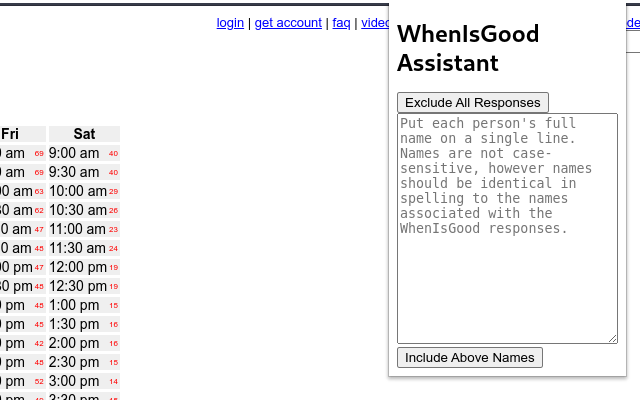 login | get account | faq | video
de
WhenIsGood
Assistant
Exclude All Responses
Put each person's full
name on a single line.
Names are not case-
sensitive, however names
should be identical in
spelling to the names
associated with the
WhenIsGood responses.
Include Above Names
Fri Sat
0 am 69 9:00 am 40
0 am 69 9:30 am 40
00 am 63 10:00 am 29
30 am 62 10:30 am 26
0 am 47 11:00 am 23
0 am 48 11:30 am 24
00 pm 47 12:00 pm 19
30 pm 48 12:30 pm 19
0 pm 46 1:00 pm 15
0 pm 45 1:30 pm 16
0 pm 42 2:00 pm 16
0 pm 48 2:30 pm 15
0 pm 52 3:00 pm 14
3:30 pm